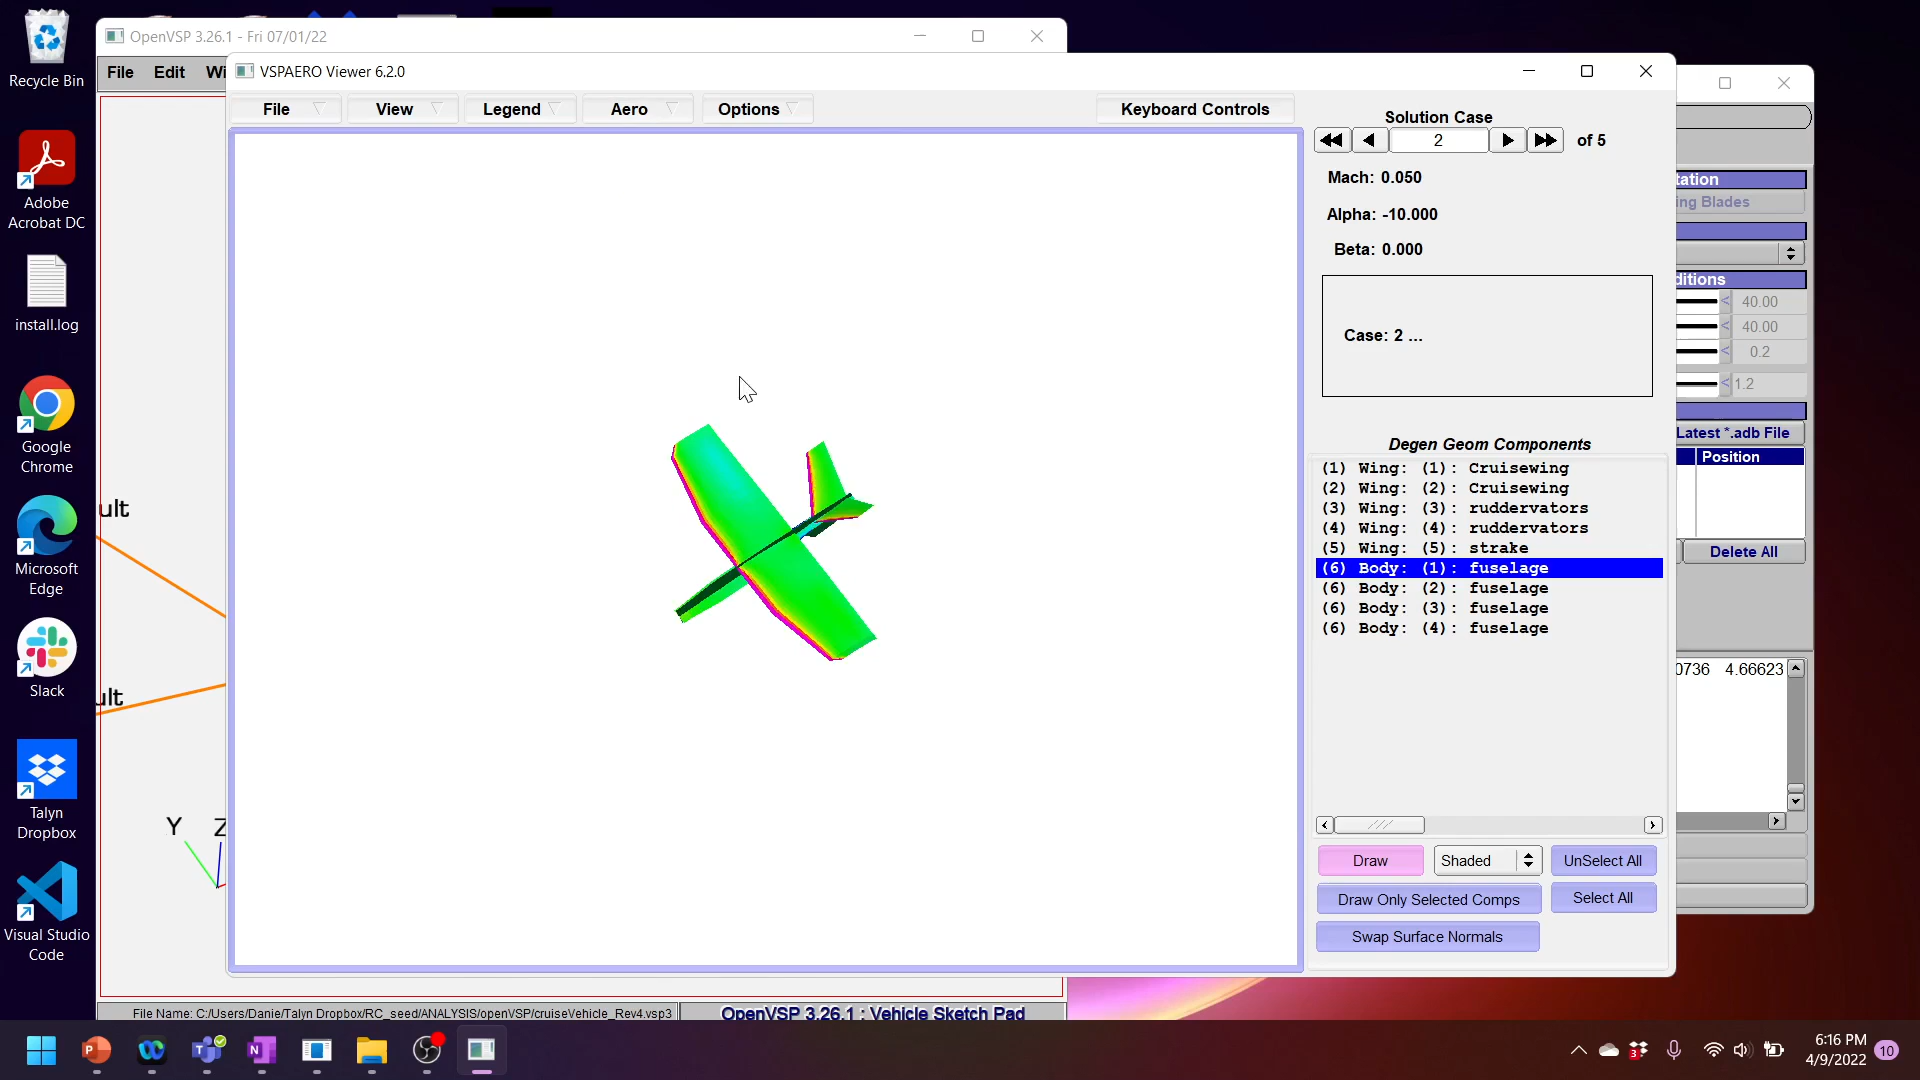 Recycle Bin
Adobe
Acrobat DC
install.log
Google
Chrome
Microsoft
Edge
Slack
Talyn
Dropbox
Visual Studio
Code
OpenVSP 3.26.1 - Fri 07/01/22
File Edit Wi
ult
ult
Y Z
File Name: C:/Users/Danie/Talyn Dropbox/RC_seed/ANALYSIS/openVSP/cruiseVehicle_Rev4.vsp3
OpenVSP 3.26.1 : Vehicle Sketch Pad
VSPAERO Viewer 6.2.0
File View Legend Aero Options Keyboard Controls
Solution Case
2 of 5
Mach: 0.050
Alpha: -10.000
Beta: 0.000
Case: 2 ...
Degen Geom Components
(1) Wing: (1): Cruisewing
(2) Wing: (2): Cruisewing
(3) Wing: (3): ruddervators
(4) Wing: (4): ruddervators
(5) Wing: (5): strake
(6) Body: (1): fuselage
(6) Body: (2): fuselage
(6) Body: (3): fuselage
(6) Body: (4): fuselage
Draw Shaded UnSelect All
Draw Only Selected Comps Select All
Swap Surface Normals
tation
ing Blades
ditions
< 40.00
< 40.00
< 0.2
< 1.2
Latest *.adb File
Position
Delete All
0736 4.66623
3
6:16 PM
4/9/2022
10